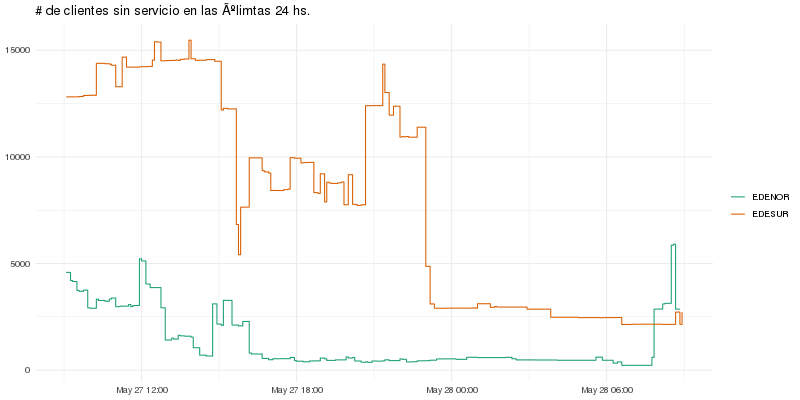 # de clientes sin servicio en las Ãºlimtas 24 hs.
15000
10000
5000
0
May 27 12:00
May 27 18:00
May 28 00:00
May 28 06:00
EDENOR
EDESUR